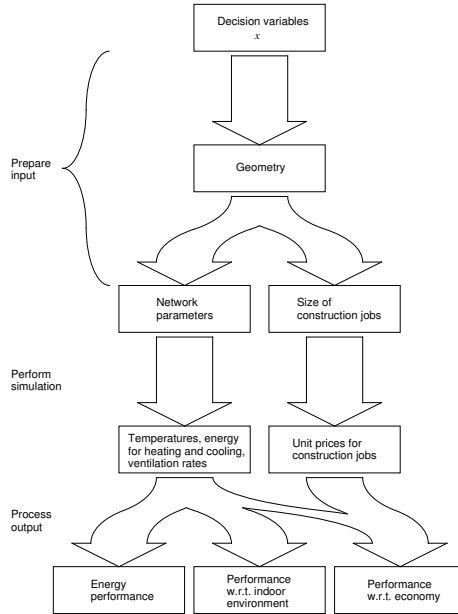 Decision variables
x
Prepare
input
Geometry
Network
parameters
Size of
construction jobs
Perform
simulation
Temperatures, energy
for heating and cooling,
ventilation rates
Unit prices for
construction jobs
Process
output
Energy
performance
Performance
w.r.t. indoor
environment
Performance
w.r.t. economy